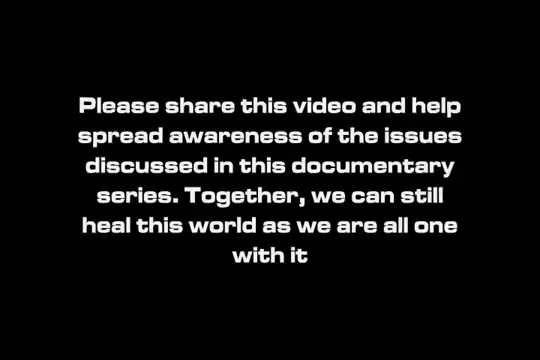 Please share this video and help
spread awareness of the issues
discussed in this documentary
series. Together, we can still
heal this world as we are all one
with it